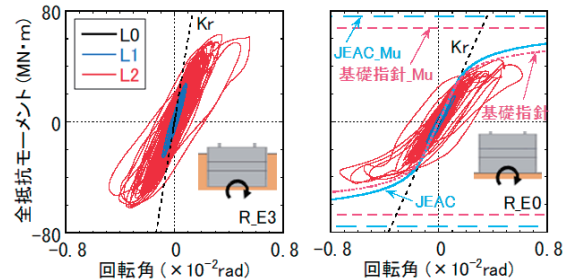 80
40
0
-40
-80
全抵抗モーメント(MN・m)
L0
L1
L2
Kr
R_E3
-0.8
0
0.8
回転角(×10⁻²rad)
JEAC_Mu
Kr
基礎指針_Mu
基礎指針
JEAC
R_E0
-0.8
0
0.8
回転角(×10⁻²rad)